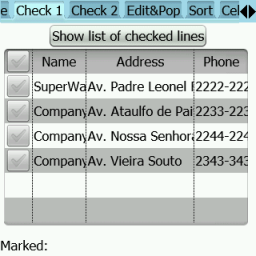 e Check 1 Check 2 Edit&Pop Sort Cel
Show list of checked lines
Name Address Phone
SuperWa Av. Padre Leonel 2222-222
Company Av. Ataulfo de Pai 2233-223
Company Av. Nossa Senhora 2244-224
Company Av. Vieira Souto 2343-343
Marked: